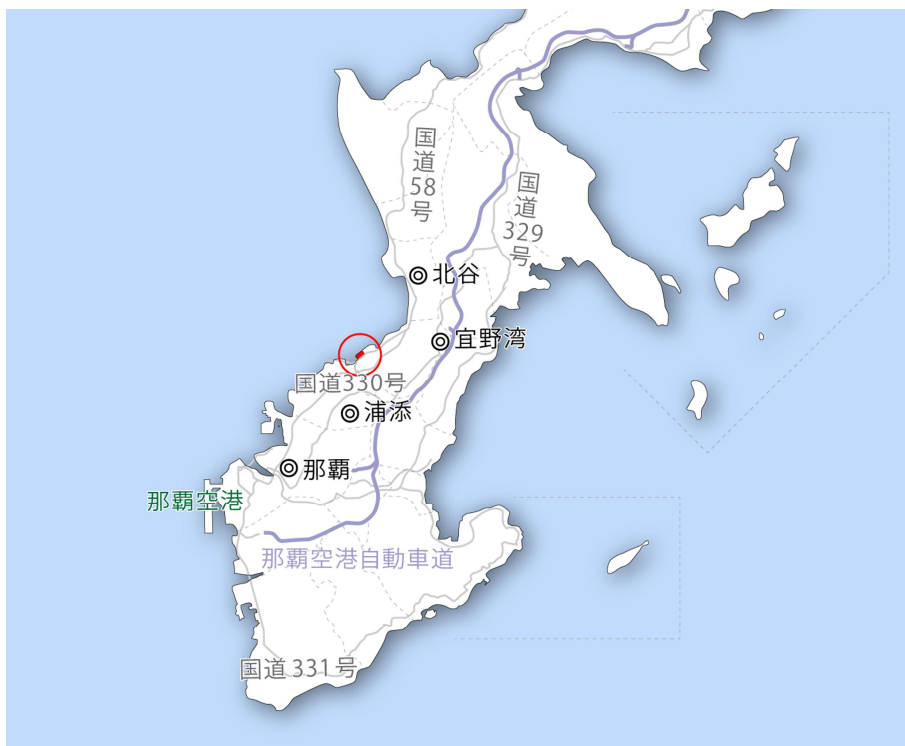 国道
58
号
国道
329
号
北谷
宜野湾
国道330号
浦添
那覇
那覇空港
那覇空港自動車道
国道331号